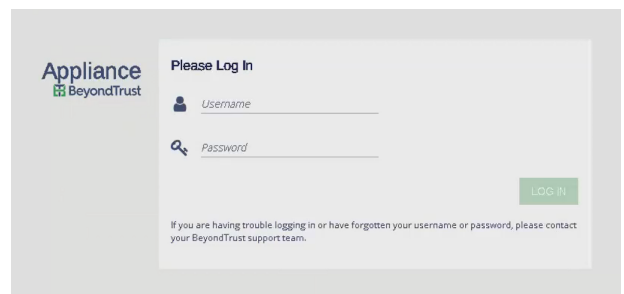 Appliance
BeyondTrust
Please Log In
Username
Password
LOG IN
If you are having trouble logging in or have forgotten your username or password, please contact
your BeyondTrust support team.